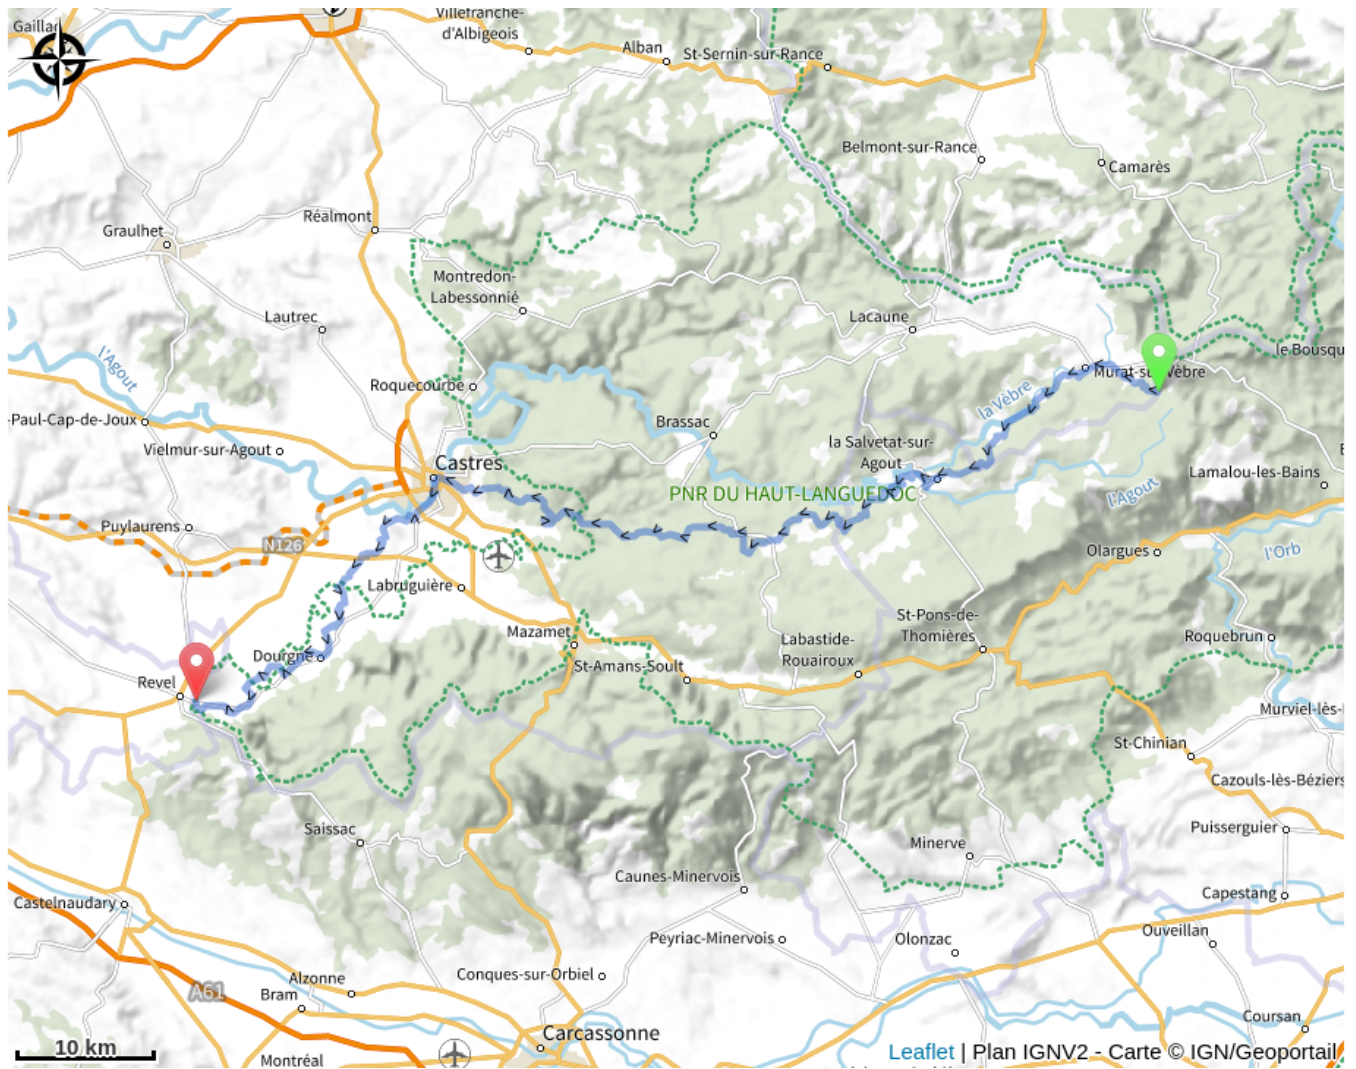 Villefranche-
d'Albigeois
Alban
St-Sernin-sur-Rance
Belmont-sur-Rance
Camarès
Réalmont
Graulhet
Montredon-
Labessonnié
Lautrec
Lacaune
l'Agout
Roquecourbe
Murat-sur-Vèbre
la Vèbre
-Paul-Cap-de-Joux
Brassac
Vielmur-sur-Agout
la Salvetat-sur-
Agout
Castres
Lamalou-les-Bains
PNR DU HAUT-LANGUEDOC
l'Agout
Puylaurens
N126
Olargues
l'Orb
Labruguière
St-Pons-de-
Thomières
Mazamet
Labastide-
Rouairoux
Roquebrun
Dourgne
St-Amans-Soult
Revel
Murviel-lès-
St-Chinian
Cazouls-lès-Béziers
Saissac
Puisserguier
Minerve
Caunes-Minervois
Capestang
Castelnaudary
Peyriac-Minervois
Olonzac
Ouveillan
Conques-sur-Orbiel
Alzonne
A61
Bram
Coursan
Carcassonne
10 km
Montréal
Leaflet | Plan IGNV2 - Carte © IGN/Geoportail